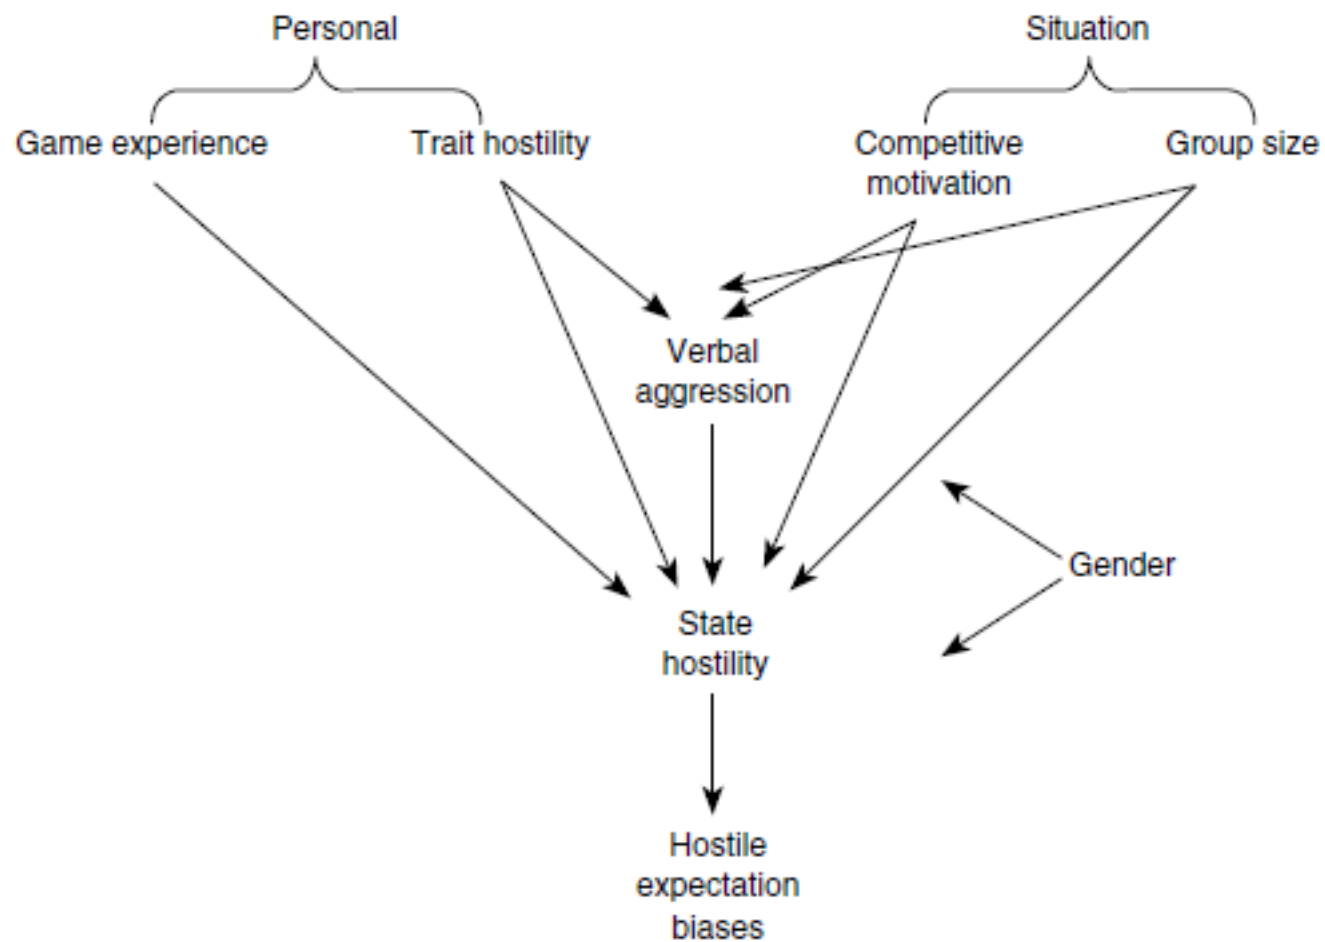 Personal
Situation
Game experience
Trait hostility
Competitive
motivation
Group size
Verbal
aggression
Gender
State
hostility
Hostile
expectation
biases